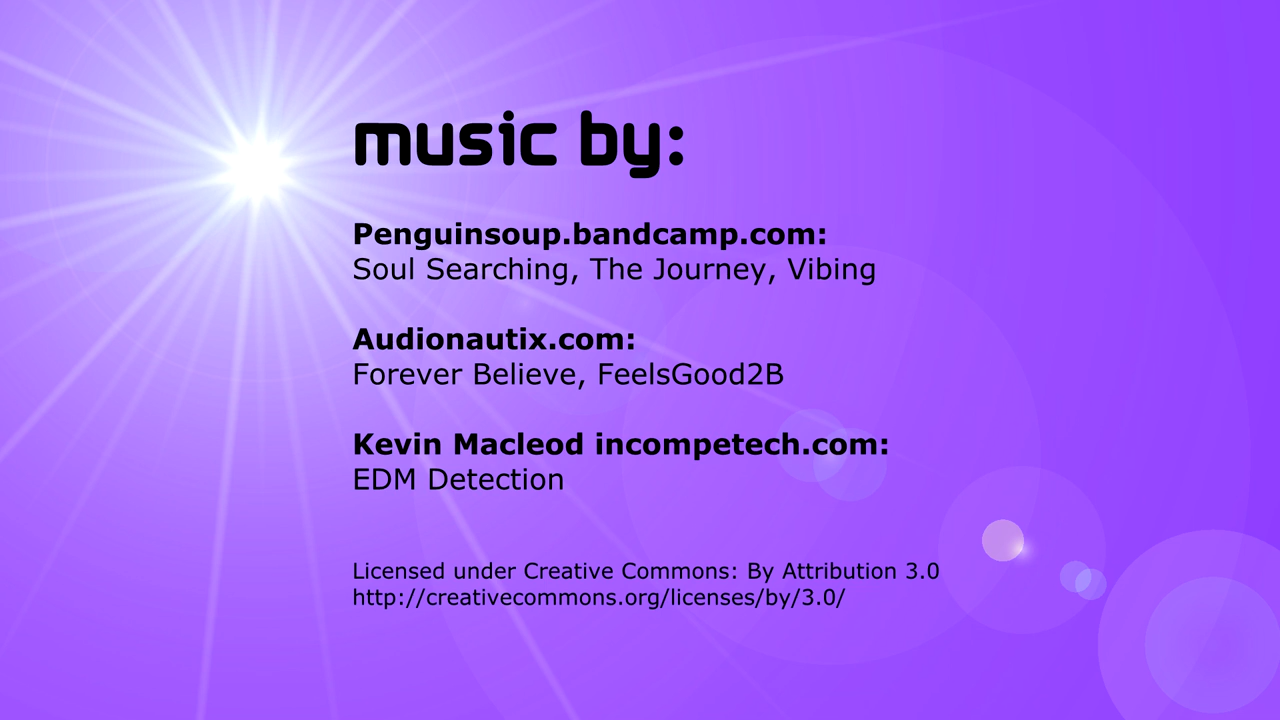 music by:
Penguinsoup.bandcamp.com:
Soul Searching, The Journey, Vibing
Audionautix.com:
Forever Believe, FeelsGood2B
Kevin Macleod incompetech.com:
EDM Detection
Licensed under Creative Commons: By Attribution 3.0
http://creativecommons.org/licenses/by/3.0/